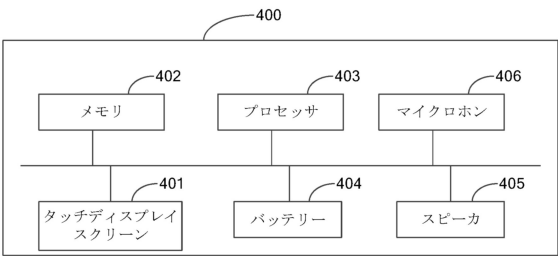 400
402
403
406
メモリ
プロセッサ
マイクロホン
401
404
405
タッチディスプレイ
スクリーン
バッテリー
スピーカ